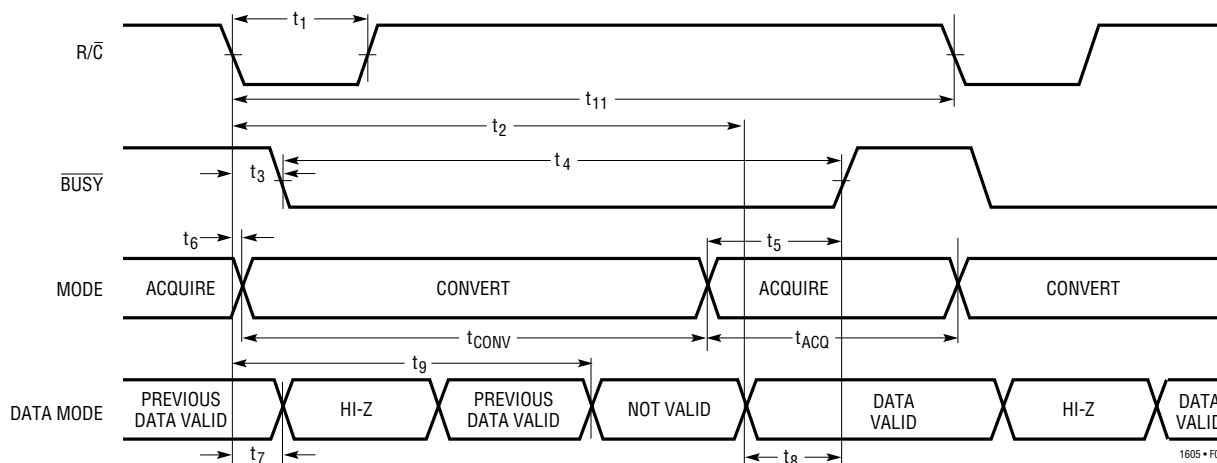 t1
R/C̅
t11
t2
t4
t3
B̅U̅S̅Y̅
t6
t5
MODE
ACQUIRE
CONVERT
ACQUIRE
CONVERT
tCONV
tACQ
t9
DATA MODE
PREVIOUS
DATA VALID
HI-Z
PREVIOUS
DATA VALID
NOT VALID
DATA
VALID
HI-Z
DATA
VALID
t7
t8
1605 •